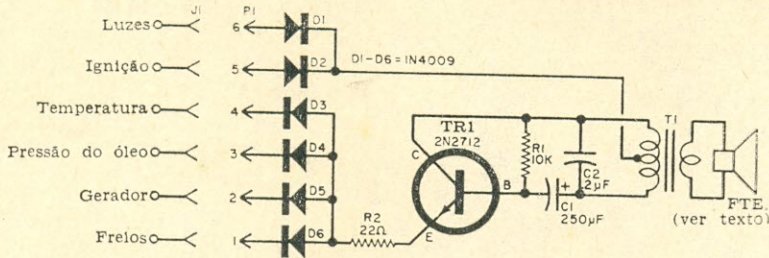 J1 P1
Luzes 6 D1
Ignição 5 D2 D1-D6=1N4009
Temperatura 4 D3
Pressão do óleo 3 D4
Gerador 2 D5
Freios 1 D6
R2
22Ω
TR1
2N2712
C
B
E
R1
10K
C2
.2µF
+
C1
250µF
T1
FTE.
(ver texto)